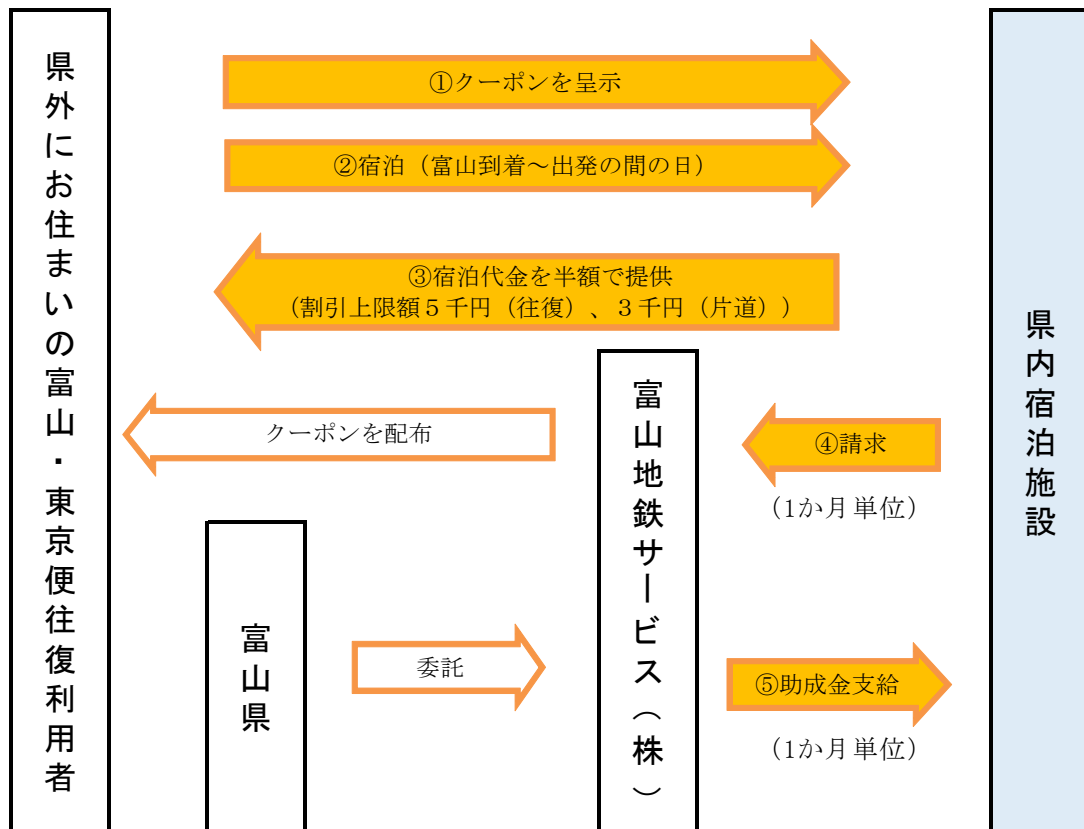 県外にお住まいの富山・東京便往復利用者
①クーポンを呈示
②宿泊（富山到着～出発の間の日）
③宿泊代金を半額で提供
（割引上限額５千円（往復）、３千円（片道））
クーポンを配布
富山県
委託
富山地鉄サービス（株）
④請求
（1か月単位）
⑤助成金支給
（1か月単位）
県内宿泊施設